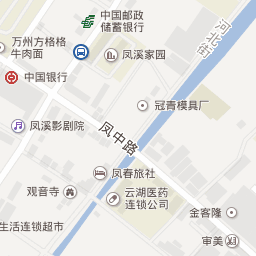 中国邮政
储蓄银行
河北街
万州方格格
牛肉面
凤溪家园
中国银行
冠青模具厂
凤溪影剧院
凤中路
凤春旅社
观音寺
云湖医药
连锁公司
金客隆
生活连锁超市
审美